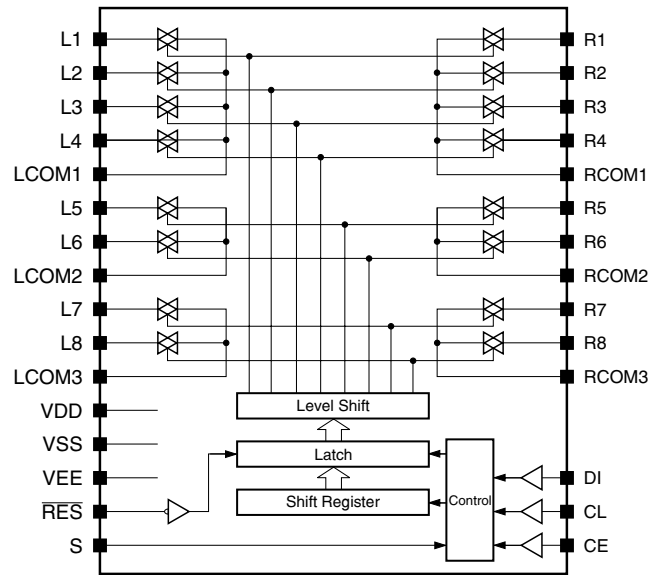 L1
L2
L3
L4
LCOM1
L5
L6
LCOM2
L7
L8
LCOM3
VDD
VSS
VEE
RES
S
Level Shift
Latch
Shift Register
Control
R1
R2
R3
R4
RCOM1
R5
R6
RCOM2
R7
R8
RCOM3
DI
CL
CE